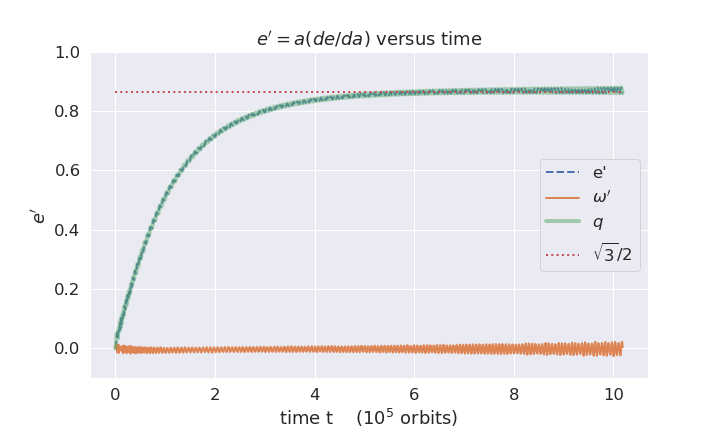 e′ = a(de/da) versus time
1.0
0.8
0.6
0.4
0.2
0.0
e′
e'
ω′
q
√3/2
0 2 4 6 8 10
time t (10⁵ orbits)